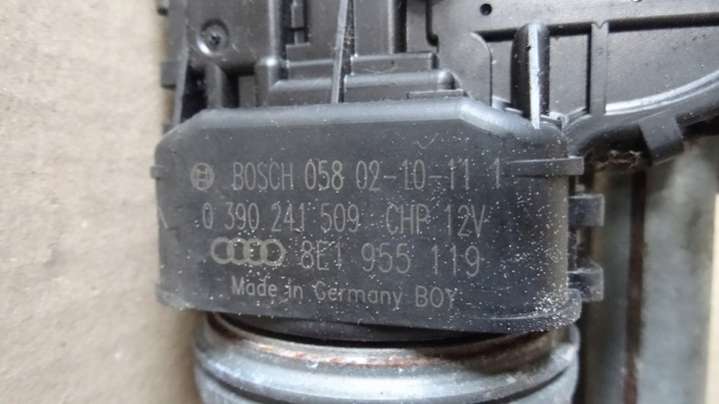 BOSCH 058 02-10-11 1
0 390 241 509 CHP 12V
8E1 955 119
Made in Germany BOY